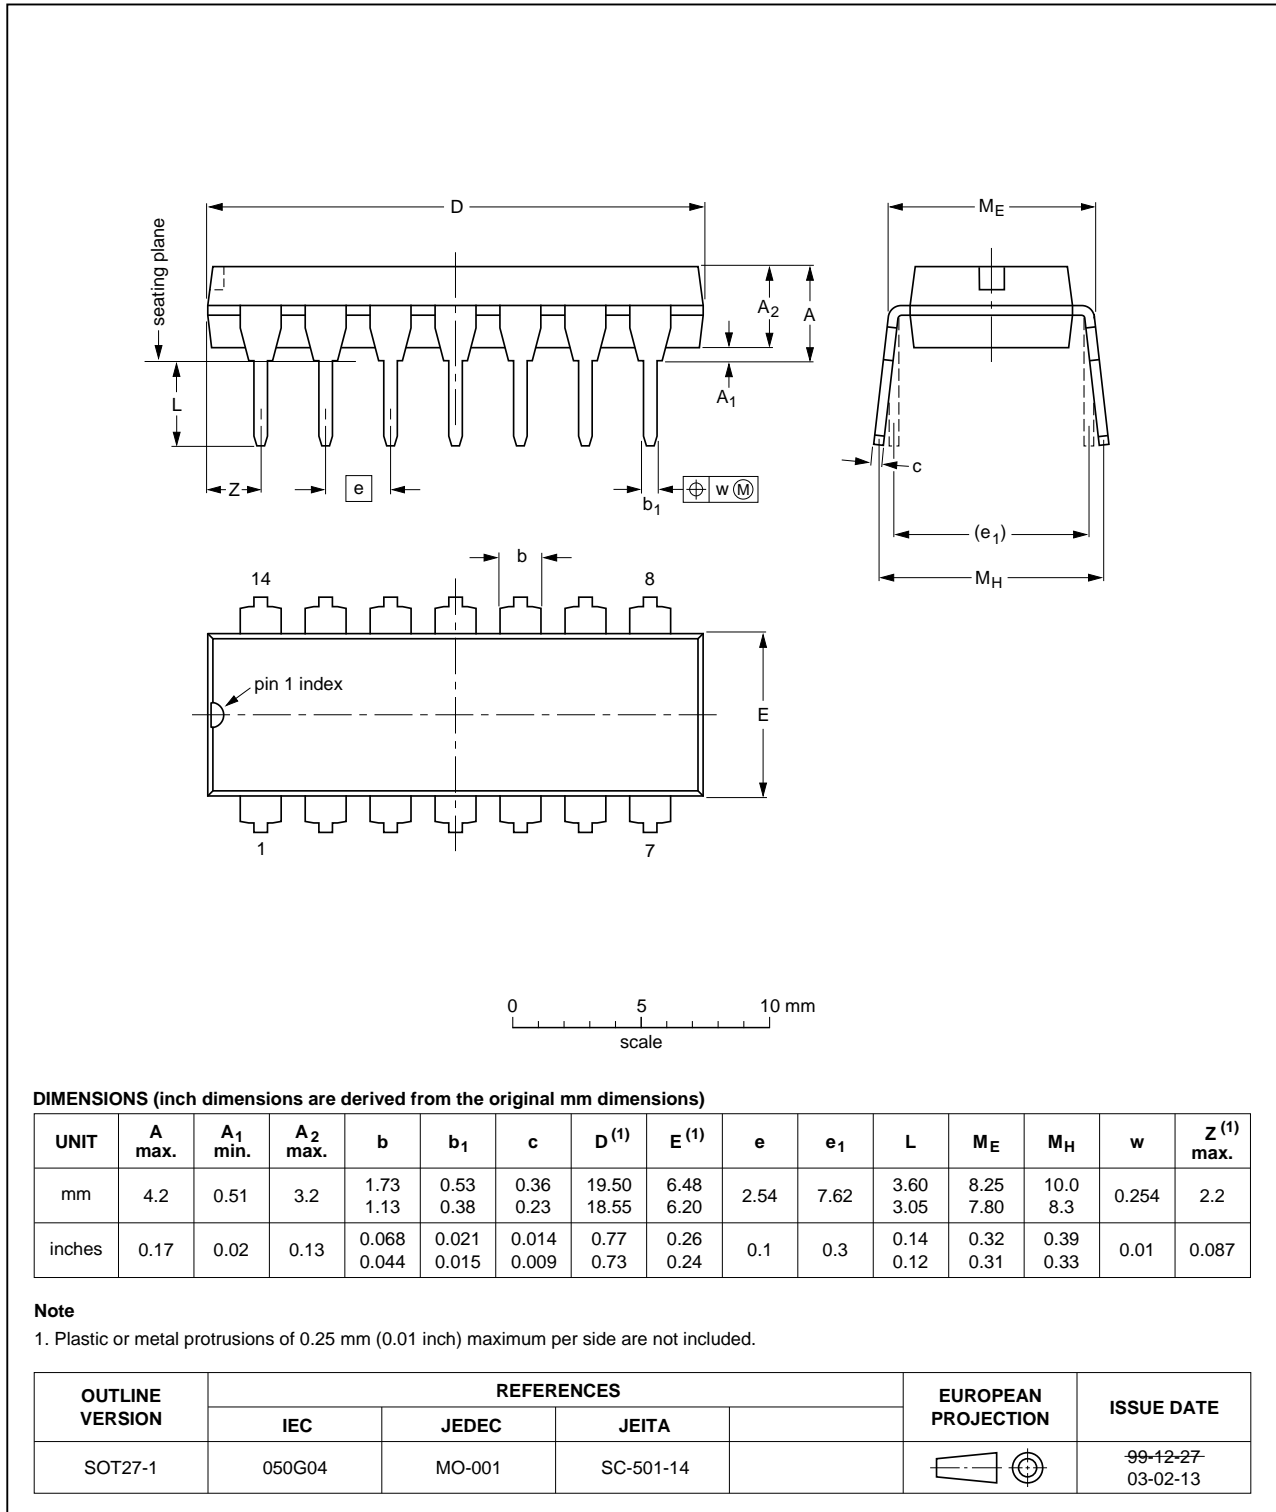 D
ME
seating plane
A2
A
A1
L
c
Z
e
b1
w M
(e1)
MH
b
14
8
pin 1 index
E
1
7
0
5
10 mm
scale
DIMENSIONS (inch dimensions are derived from the original mm dimensions)
UNIT A max. A1 min. A2 max. b b1 c D(1) E(1) e e1 L ME MH w Z(1) max.
mm 4.2 0.51 3.2 1.73 1.13 0.53 0.38 0.36 0.23 19.50 18.55 6.48 6.20 2.54 7.62 3.60 3.05 8.25 7.80 10.0 8.3 0.254 2.2
inches 0.17 0.02 0.13 0.068 0.044 0.021 0.015 0.014 0.009 0.77 0.73 0.26 0.24 0.1 0.3 0.14 0.12 0.32 0.31 0.39 0.33 0.01 0.087
Note
1. Plastic or metal protrusions of 0.25 mm (0.01 inch) maximum per side are not included.
OUTLINE VERSION REFERENCES EUROPEAN PROJECTION ISSUE DATE
IEC JEDEC JEITA
SOT27-1 050G04 MO-001 SC-501-14 99-12-27
03-02-13